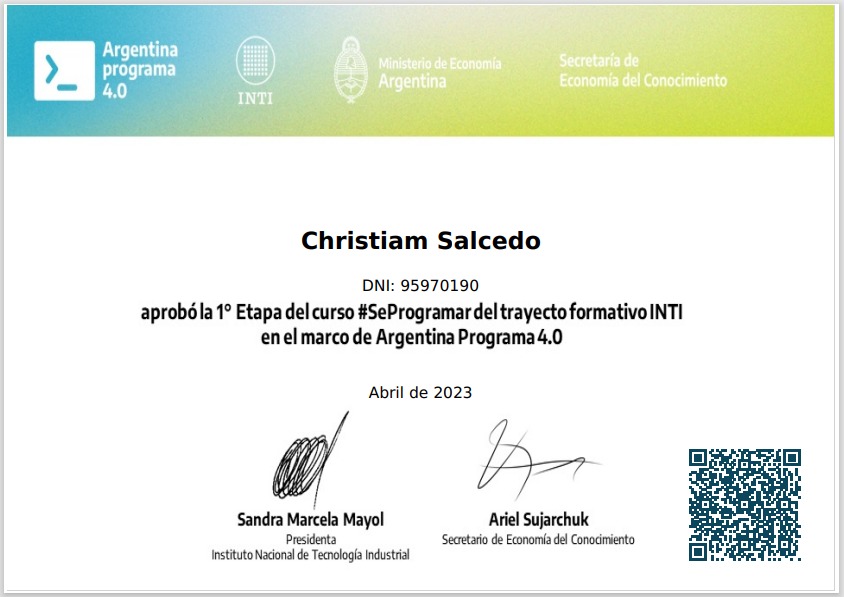 Argentina
programa
4.0
INTI
Ministerio de Economía
Argentina
Secretaría de
Economía del Conocimiento
Christiam Salcedo
DNI: 95970190
aprobó la 1° Etapa del curso #SeProgramar del trayecto formativo INTI
en el marco de Argentina Programa 4.0
Abril de 2023
Sandra Marcela Mayol
Presidenta
Instituto Nacional de Tecnología Industrial
Ariel Sujarchuk
Secretario de Economía del Conocimiento